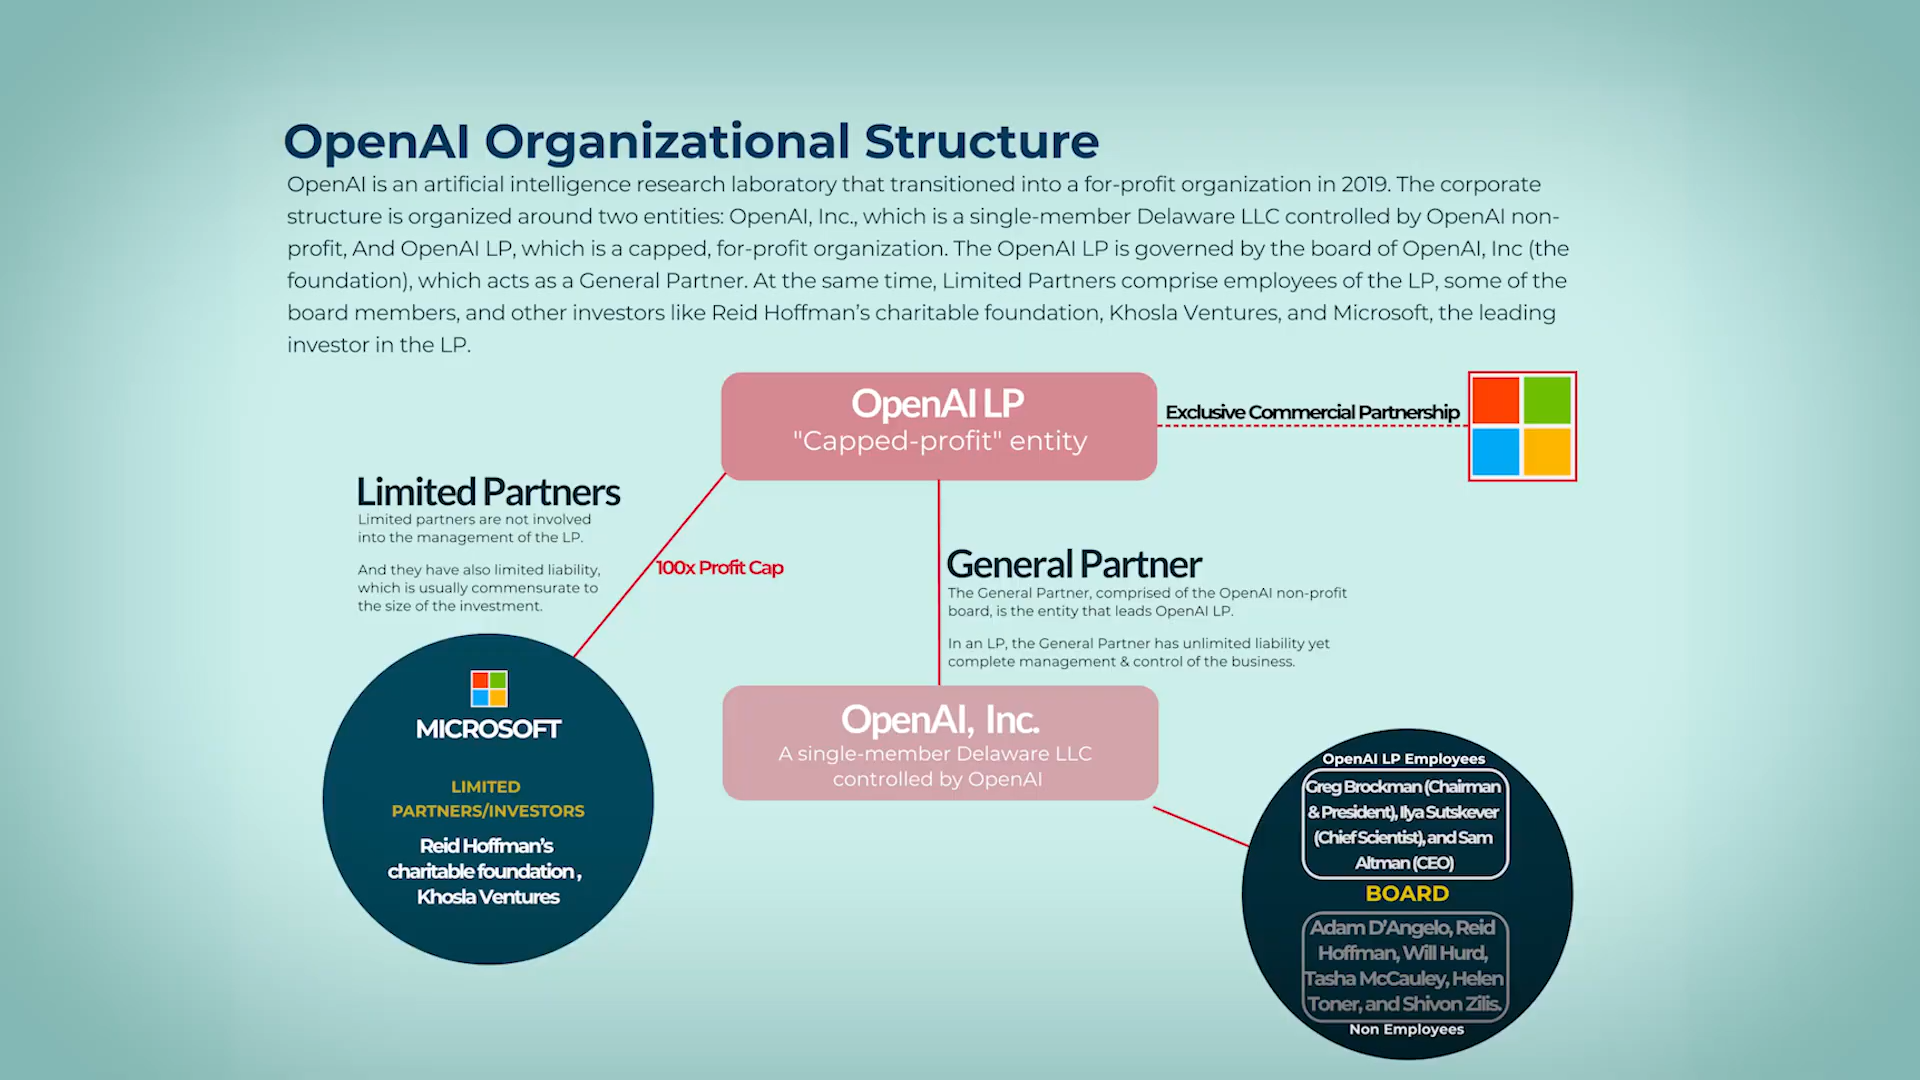 OpenAI Organizational Structure
OpenAI is an artificial intelligence research laboratory that transitioned into a for-profit organization in 2019. The corporate
structure is organized around two entities: OpenAI, Inc., which is a single-member Delaware LLC controlled by OpenAI non-
profit, And OpenAI LP, which is a capped, for-profit organization. The OpenAI LP is governed by the board of OpenAI, Inc (the
foundation), which acts as a General Partner. At the same time, Limited Partners comprise employees of the LP, some of the
board members, and other investors like Reid Hoffman's charitable foundation, Khosla Ventures, and Microsoft, the leading
investor in the LP.
OpenAI LP
"Capped-profit" entity
Exclusive Commercial Partnership
Limited Partners
Limited partners are not involved
into the management of the LP.
And they have also limited liability,
which is usually commensurate to
the size of the investment.
100x Profit Cap
General Partner
The General Partner, comprised of the OpenAI non-profit
board, is the entity that leads OpenAI LP.
In an LP, the General Partner has unlimited liability yet
complete management & control of the business.
MICROSOFT
LIMITED
PARTNERS/INVESTORS
Reid Hoffman's
charitable foundation ,
Khosla Ventures
OpenAI, Inc.
A single-member Delaware LLC
controlled by OpenAI
OpenAI LP Employees
Greg Brockman (Chairman
& President), Ilya Sutskever
(Chief Scientist), and Sam
Altman (CEO)
BOARD
Adam D'Angelo, Reid
Hoffman, Will Hurd,
Tasha McCauley, Helen
Toner, and Shivon Zilis.
Non Employees